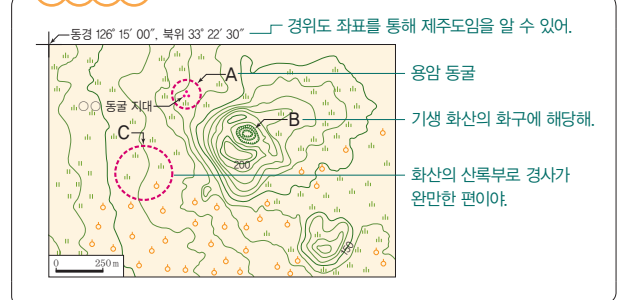 동경 126° 15′ 00″, 북위 33° 22′ 30″
경위도 좌표를 통해 제주도임을 알 수 있어.
A
용암 동굴
○○ 동굴 지대
B
기생 화산의 화구에 해당해.
C
200
화산의 산록부로 경사가
완만한 편이야.
150
0 250m